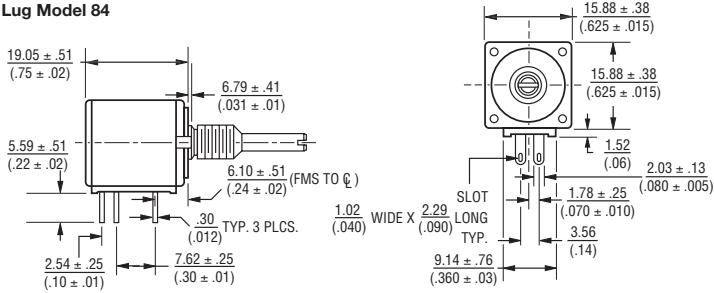 Lug Model 84
19.05 ± .51
(.75 ± .02)
6.79 ± .41
(.031 ± .01)
5.59 ± .51
(.22 ± .02)
6.10 ± .51
(.24 ± .02)
(FMS TO ℄)
.30
(.012)
TYP. 3 PLCS.
2.54 ± .25
(.10 ± .01)
7.62 ± .25
(.30 ± .01)
15.88 ± .38
(.625 ± .015)
15.88 ± .38
(.625 ± .015)
1.52
(.06)
2.03 ± .13
(.080 ± .005)
SLOT
1.02
(.040)
WIDE X
2.29
(.090)
LONG
TYP.
1.78 ± .25
(.070 ± .010)
3.56
(.14)
9.14 ± .76
(.360 ± .03)